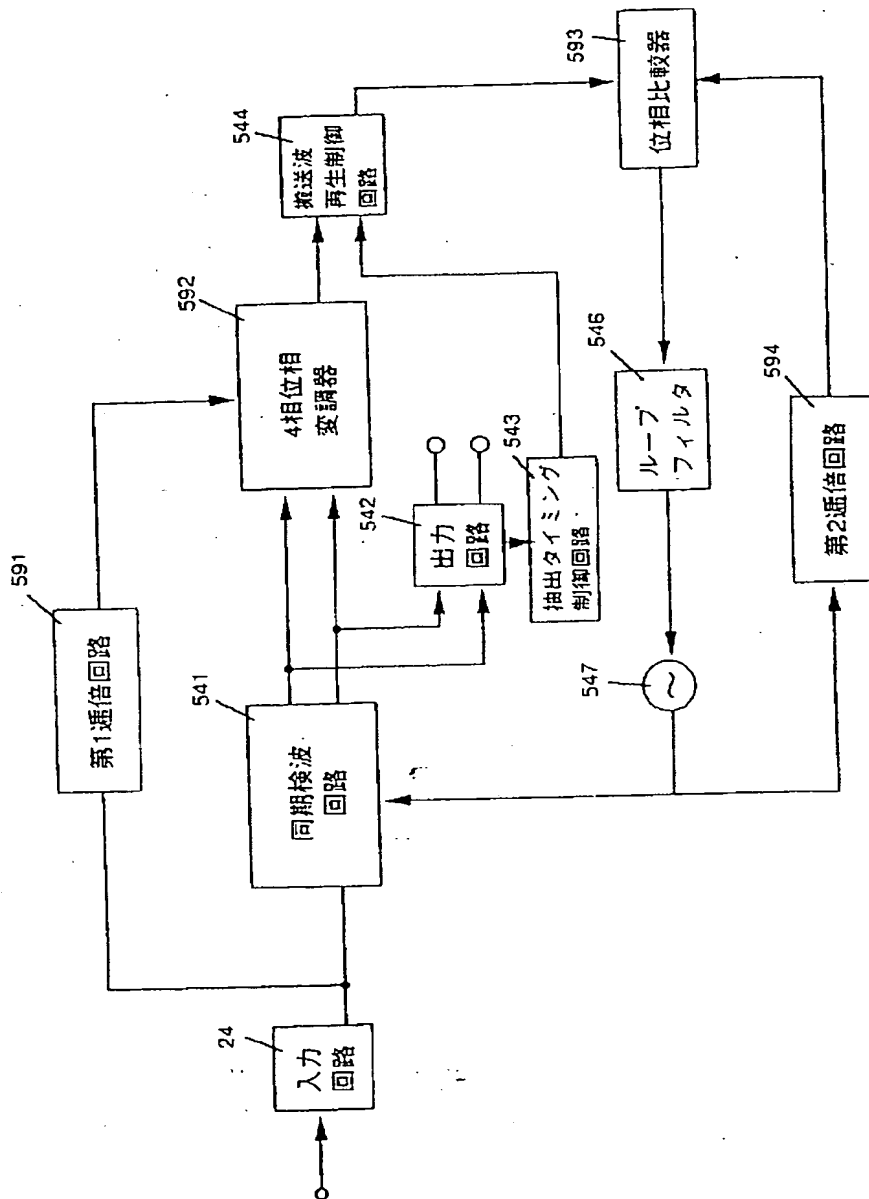 591
第1逓倍回路
24
入力
回路
541
同期検波
回路
592
4相位相
変調器
542
出力
回路
543
抽出タイミング
制御回路
544
搬送波
再生制御
回路
593
位相比較器
546
ループ
フィルタ
547
~
594
第2逓倍回路